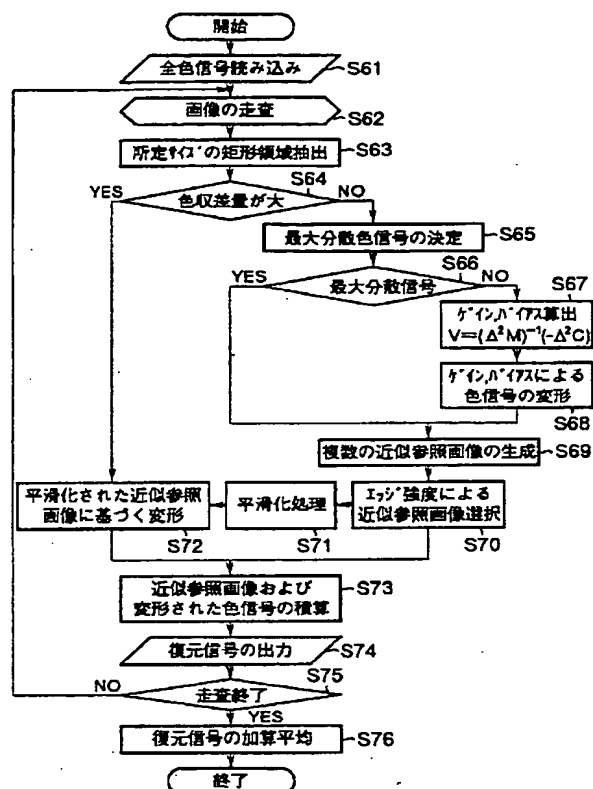 開始
全色信号読み込み
S61
画像の走査
S62
所定ｻｲｽﾞの矩形領域抽出
S63
S64
YES
色収差量が大
NO
最大分散色信号の決定
S65
S66
YES
最大分散信号
NO
S67
ｹﾞｲﾝ,ﾊﾞｲｱｽ算出
V=(Δ²M)⁻¹(-Δ²C)
ｹﾞｲﾝ,ﾊﾞｲｱｽによる
色信号の変形
S68
複数の近似参照画像の生成
S69
平滑化された近似参照
画像に基づく変形
S72
平滑化処理
S71
ｴｯｼﾞ強度による
近似参照画像選択
S70
近似参照画像および
変形された色信号の積算
S73
復元信号の出力
S74
S75
NO
走査終了
YES
復元信号の加算平均
S76
終了